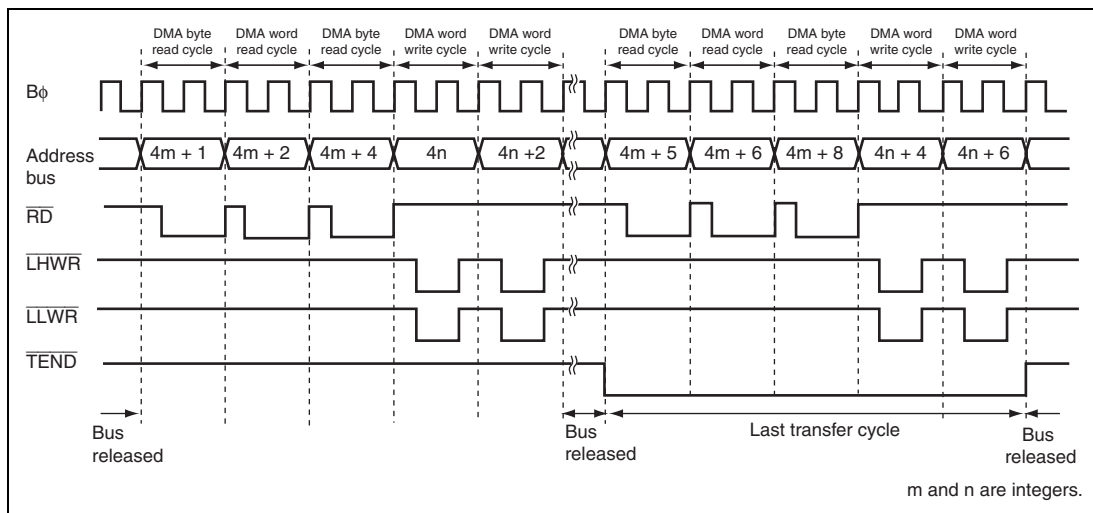 DMA byte read cycle
DMA word read cycle
DMA byte read cycle
DMA word write cycle
DMA word write cycle
DMA byte read cycle
DMA word read cycle
DMA byte read cycle
DMA word write cycle
DMA word write cycle
Bϕ
Address bus
4m + 1
4m + 2
4m + 4
4n
4n +2
4m + 5
4m + 6
4m + 8
4n + 4
4n + 6
RD
LHWR
LLWR
TEND
Bus released
Bus released
Last transfer cycle
Bus released
m and n are integers.